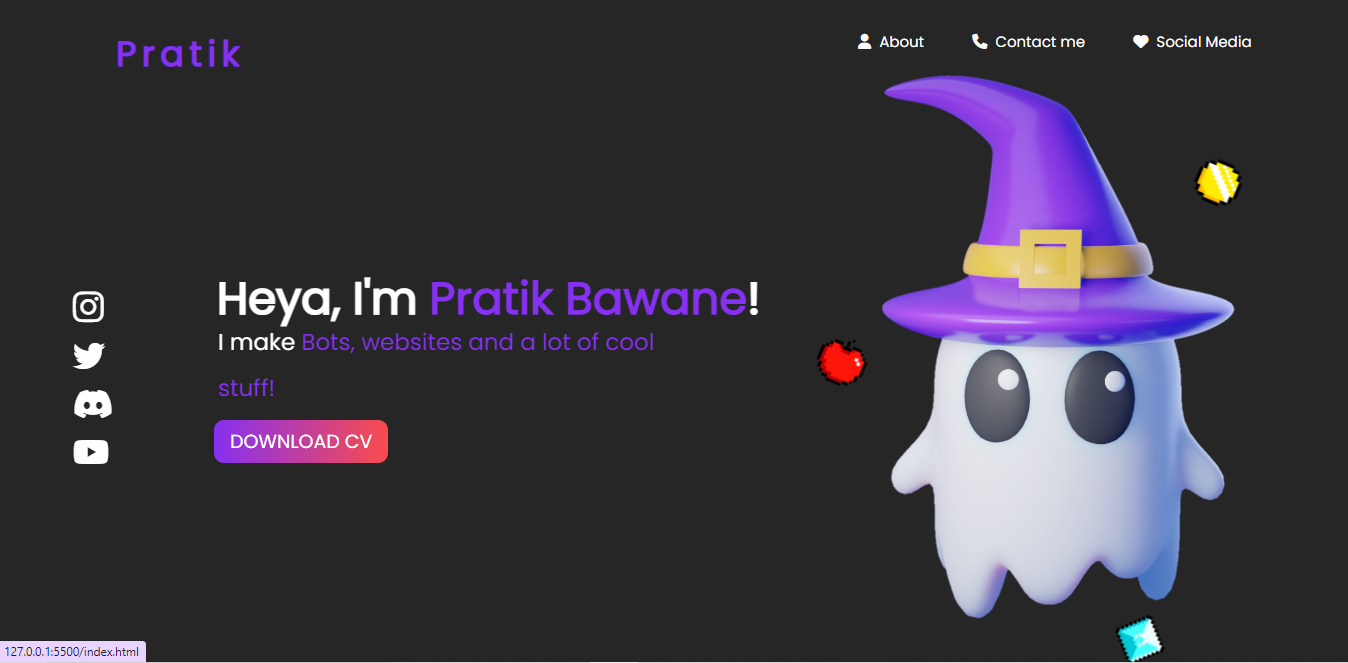 Pratik
About
Contact me
Social Media
Heya, I'm Pratik Bawane!
I make Bots, websites and a lot of cool
stuff!
DOWNLOAD CV
127.0.0.1:5500/index.html